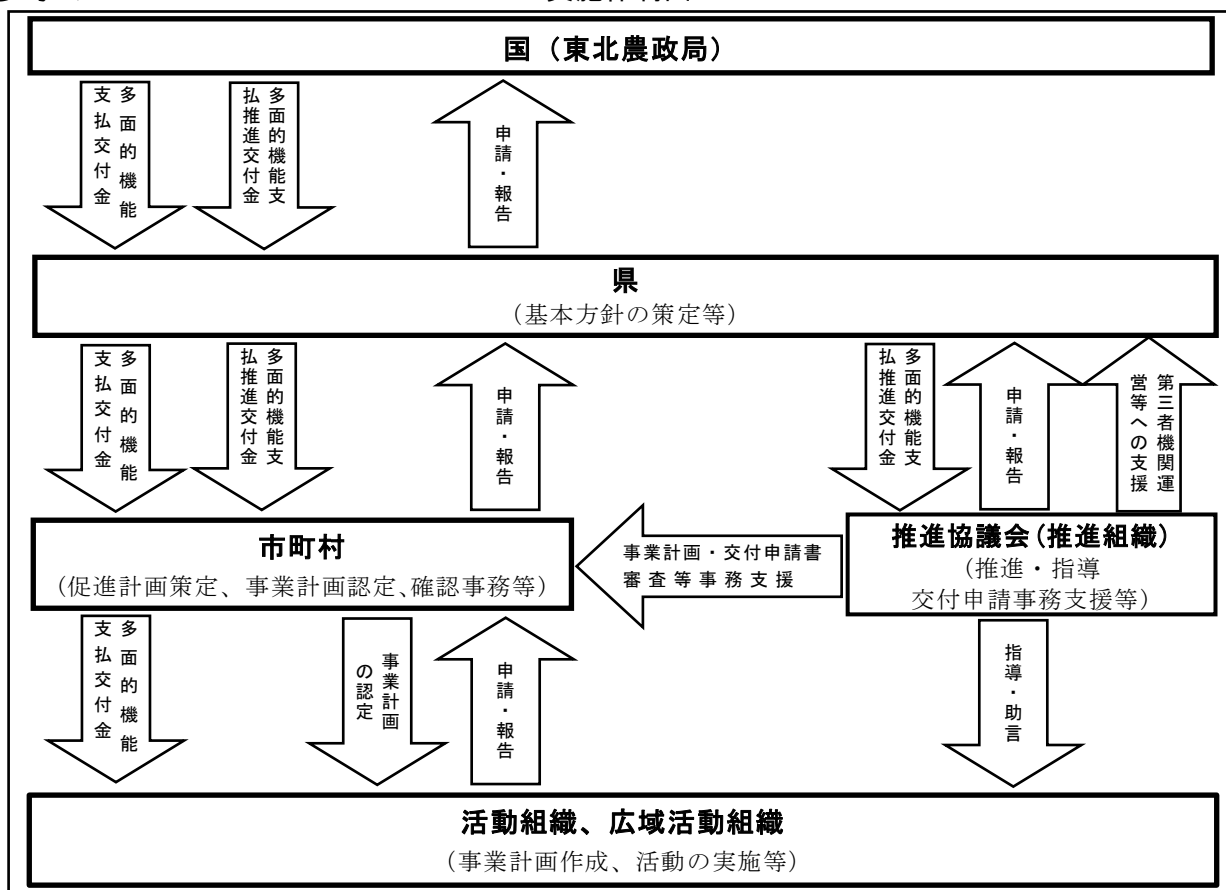 国（東北農政局）
多面的機能
支払交付金
多面的機能支
払推進交付金
申請・報告
県
（基本方針の策定等）
多面的機能
支払交付金
多面的機能支
払推進交付金
申請・報告
多面的機能支
払推進交付金
申請・報告
第三者機関運
営等への支援
市町村
（促進計画策定、事業計画認定、確認事務等）
事業計画・交付申請書
審査等事務支援
推進協議会（推進組織）
（推進・指導
交付申請事務支援等）
多面的機能
支払交付金
事業計画
の認定
申請・報告
指導・助言
活動組織、広域活動組織
（事業計画作成、活動の実施等）